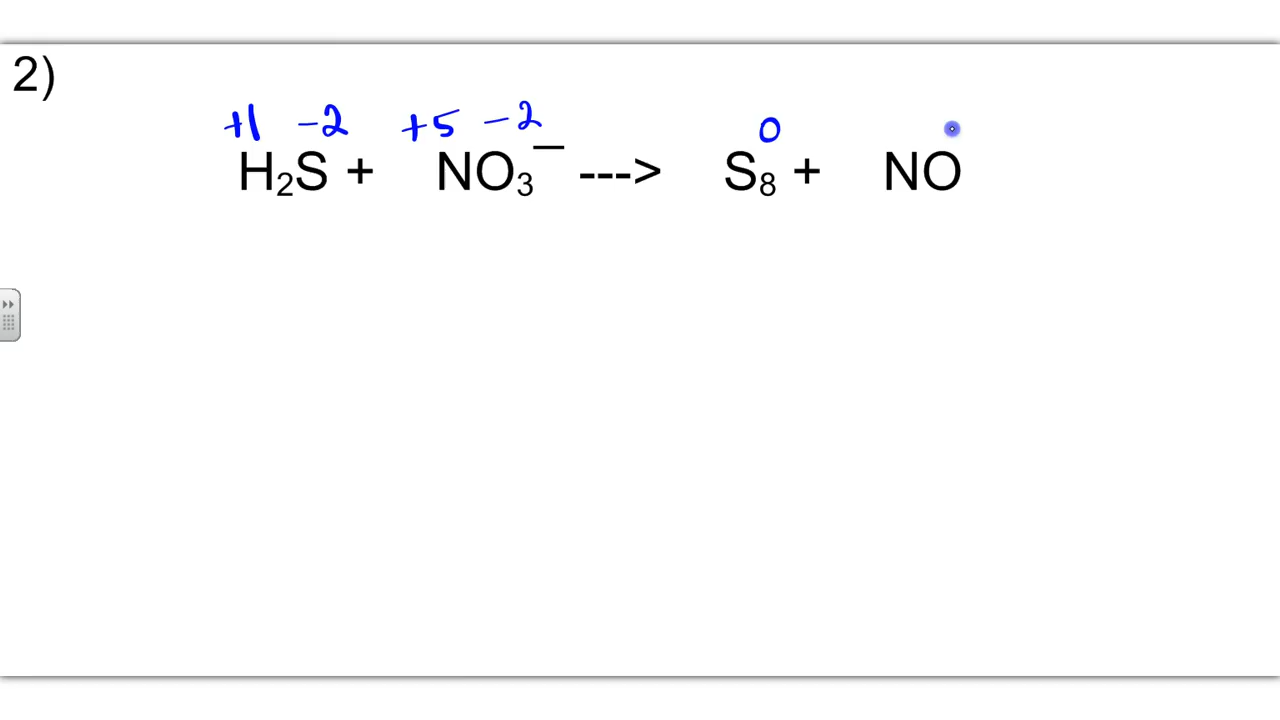 2)
+1 -2 +5 -2 0
H₂S + NO₃⁻ ---> S₈ + NO